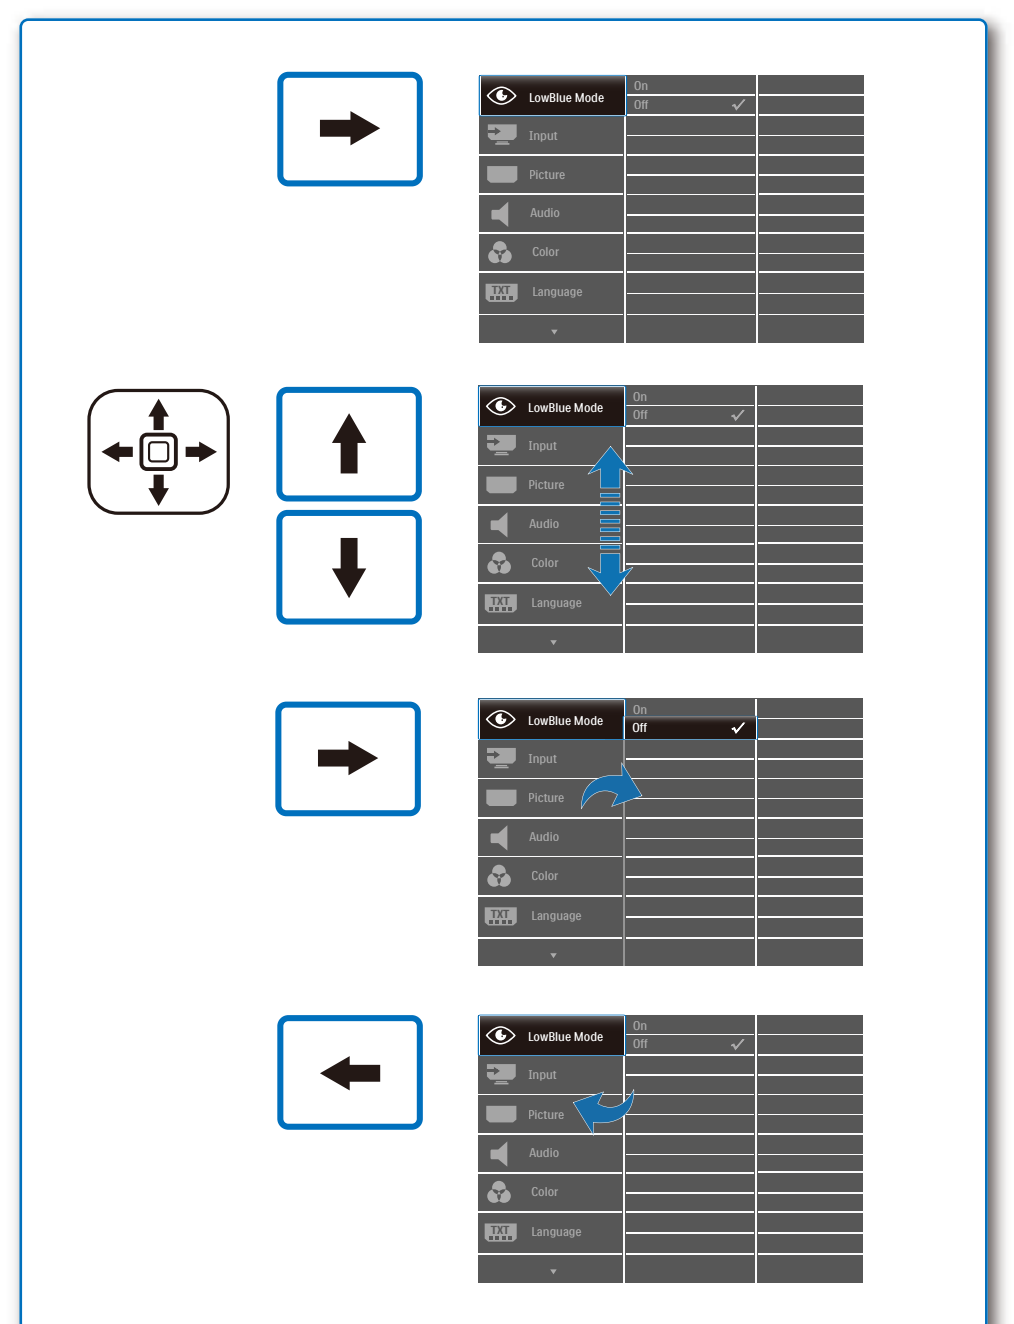 LowBlue Mode
On
Off
Input
Picture
Audio
Color
TXT
Language
LowBlue Mode
On
Off
Input
Picture
Audio
Color
TXT
Language
LowBlue Mode
On
Off
Input
Picture
Audio
Color
TXT
Language
LowBlue Mode
On
Off
Input
Picture
Audio
Color
TXT
Language